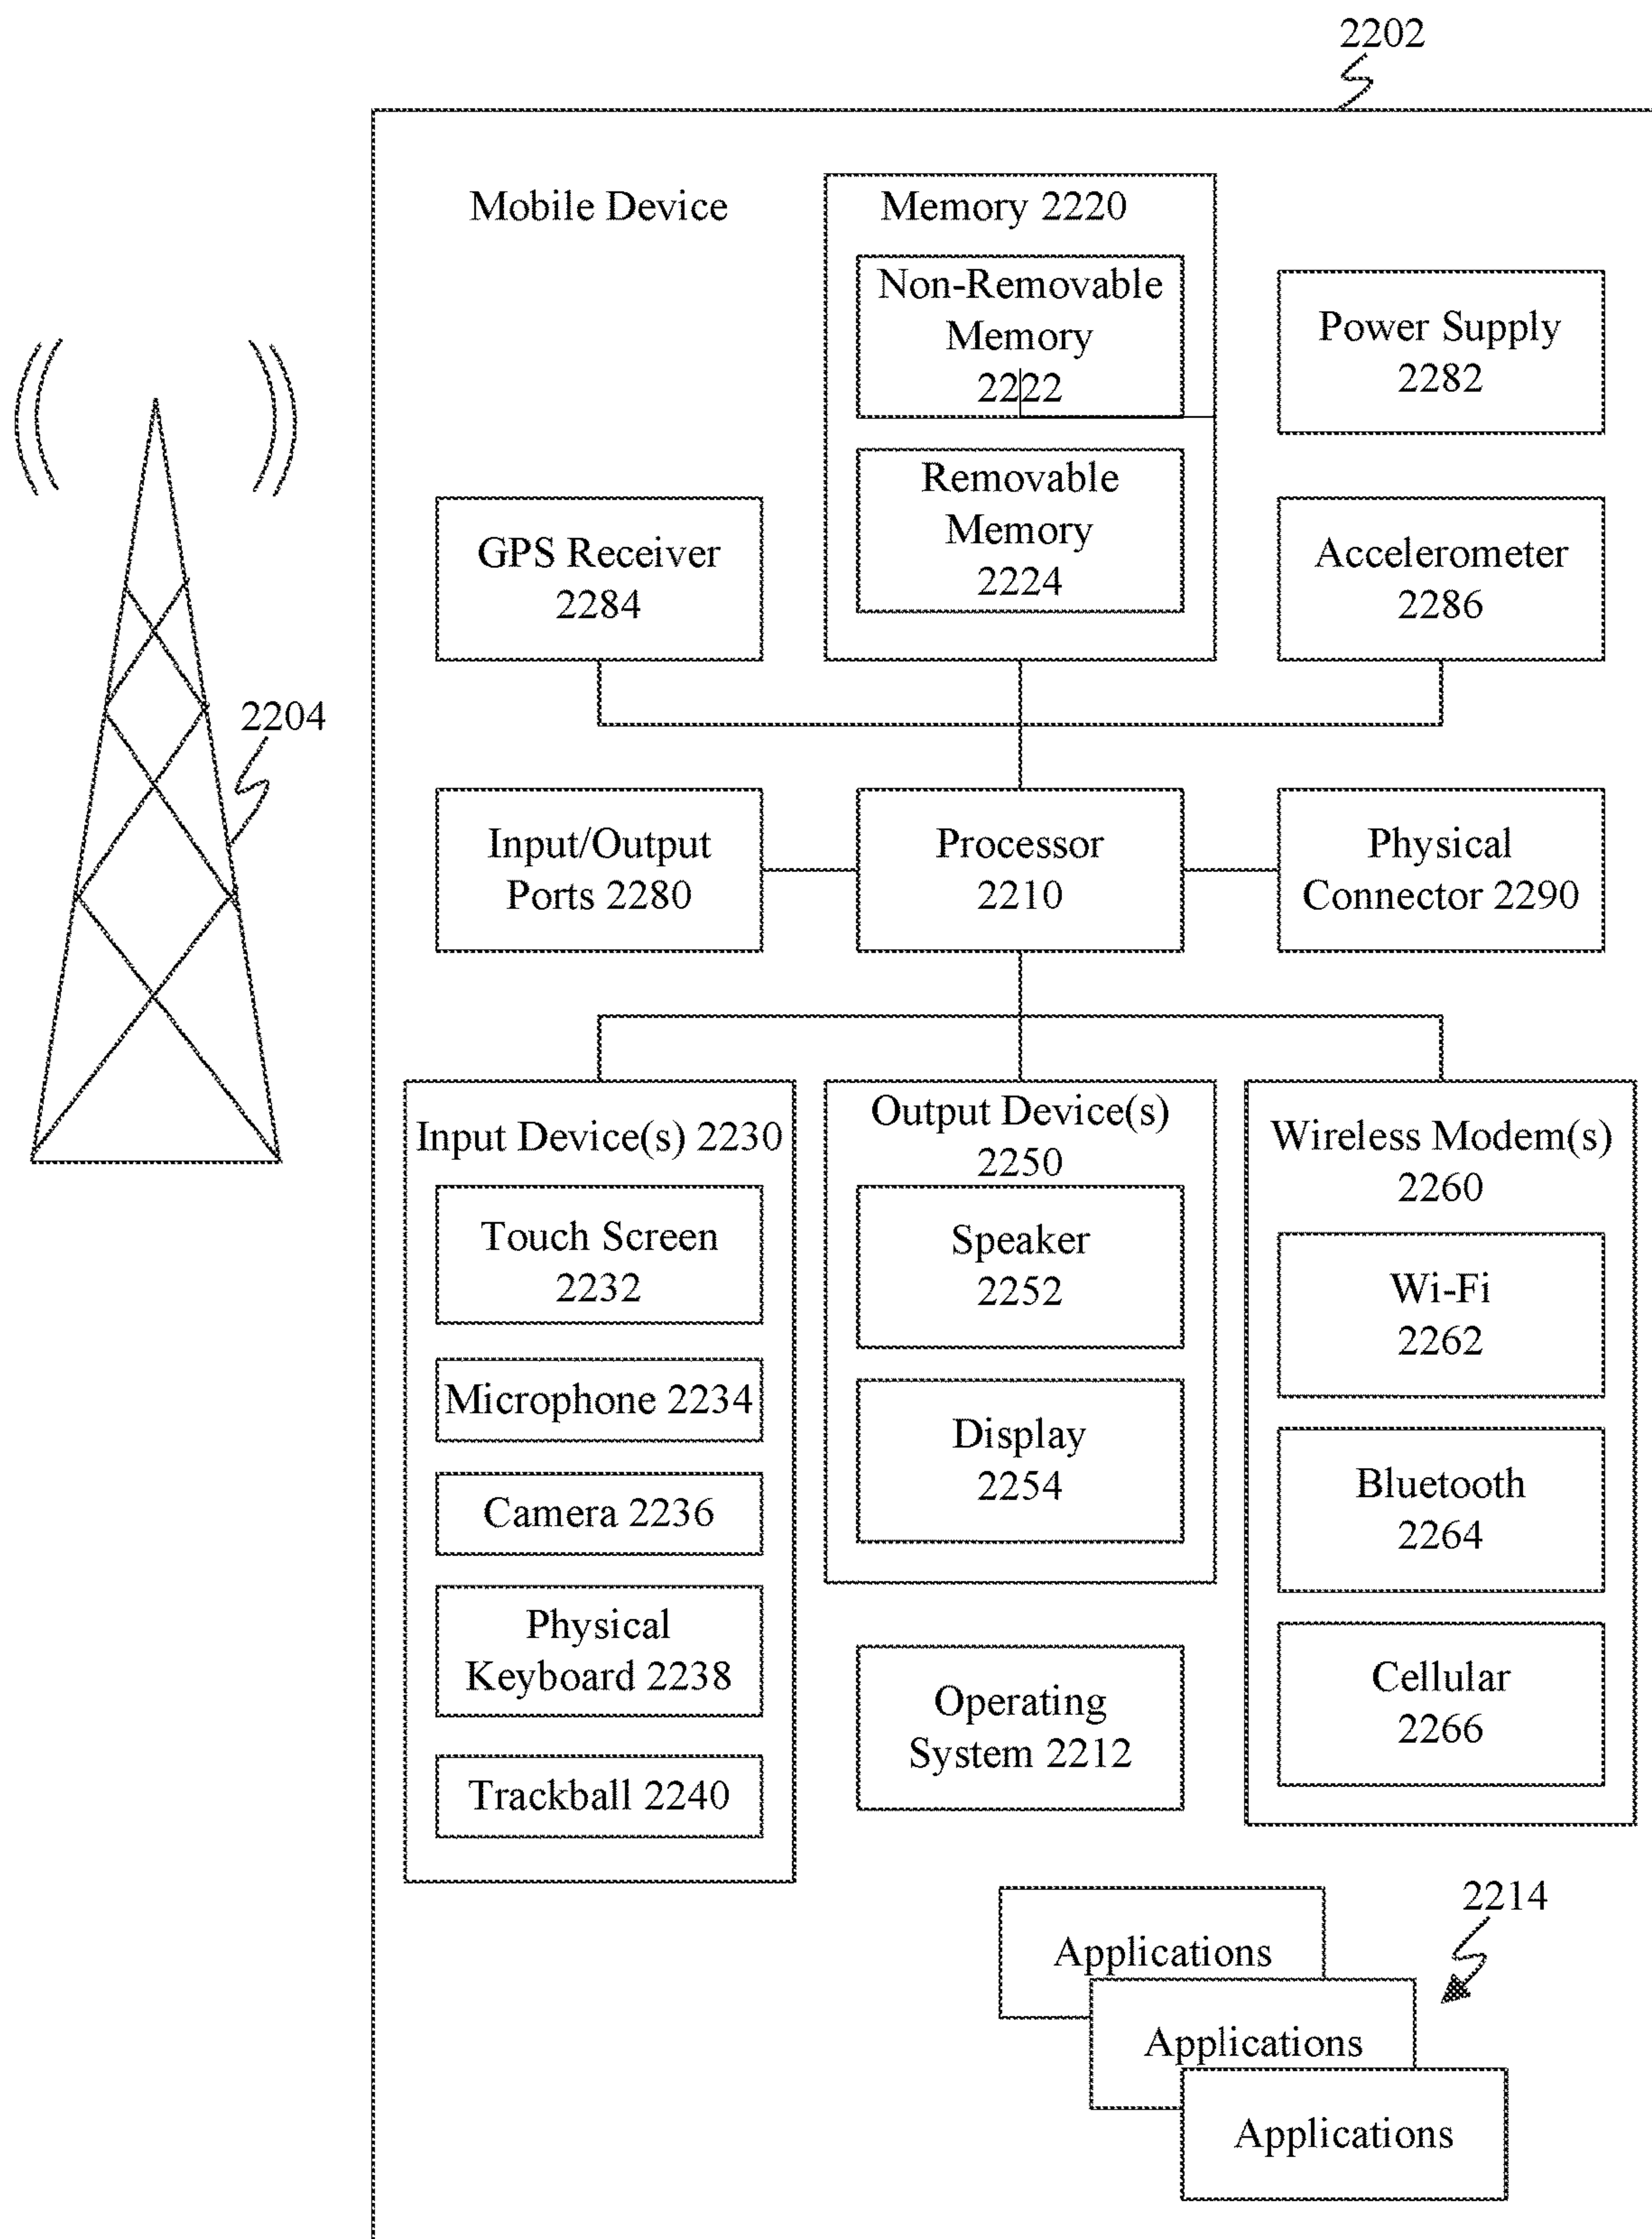 2202
Mobile Device
Memory 2220
Non-Removable
Memory
2222
Power Supply
2282
Removable
Memory
2224
GPS Receiver
2284
Accelerometer
2286
2204
Input/Output
Ports 2280
Processor
2210
Physical
Connector 2290
Input Device(s) 2230
Touch Screen
2232
Microphone 2234
Camera 2236
Physical
Keyboard 2238
Trackball 2240
Output Device(s)
2250
Speaker
2252
Display
2254
Operating
System 2212
Wireless Modem(s)
2260
Wi-Fi
2262
Bluetooth
2264
Cellular
2266
2214
Applications
Applications
Applications